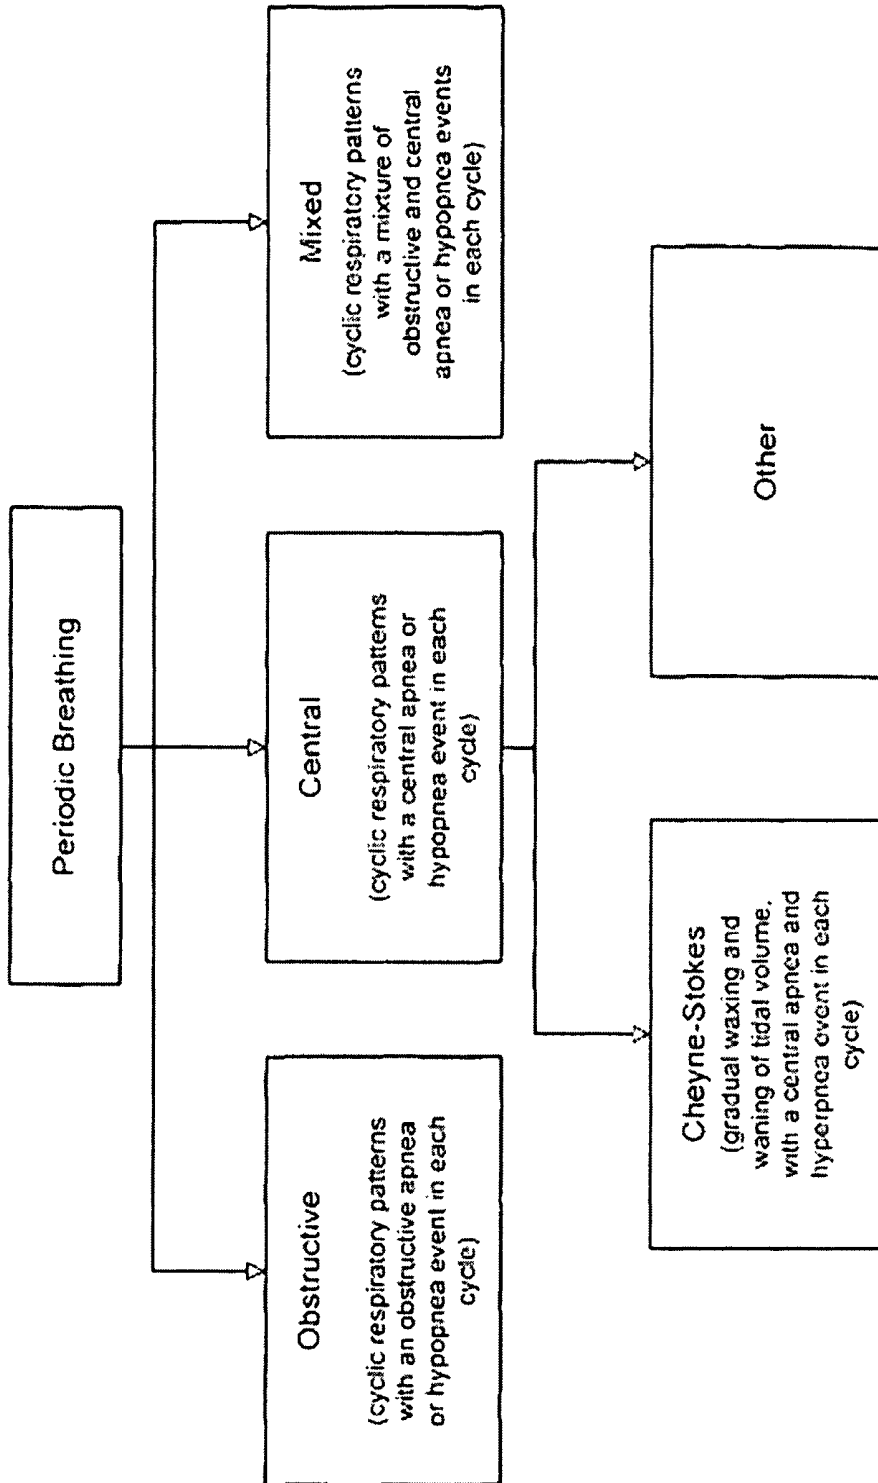 Periodic Breathing
Obstructive
(cyclic respiratory patterns
with an obstructive apnea
or hypopnea event in each
cycle)
Central
(cyclic respiratory patterns
with a central apnea or
hypopnea event in each
cycle)
Mixed
(cyclic respiratory patterns
with a mixture of
obstructive and central
apnea or hypopnea events
in each cycle)
Cheyne-Stokes
(gradual waxing and
waning of tidal volume,
with a central apnea and
hyperpnea event in each
cycle)
Other